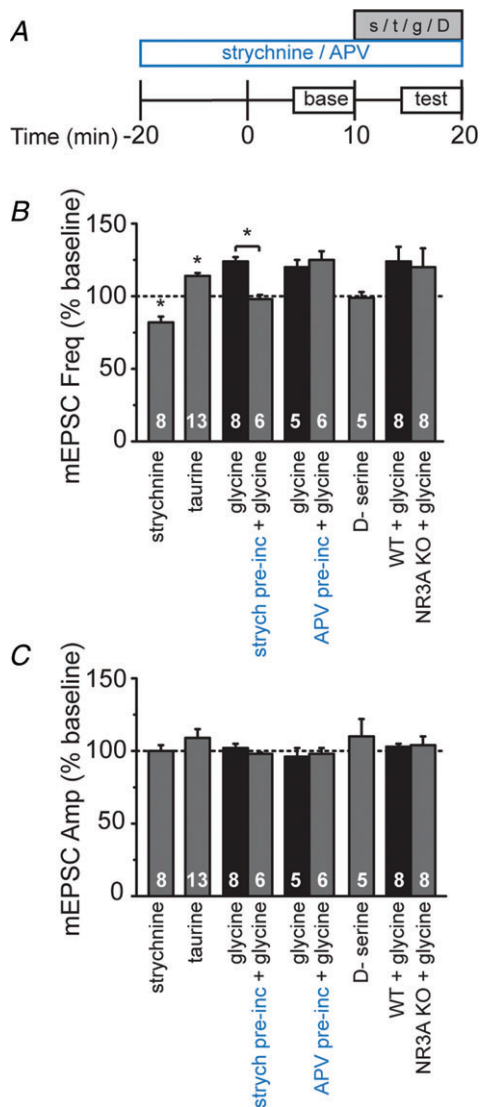 A
s / t / g / D
strychnine / APV
base
test
Time (min) -20 0 10 20
B
mEPSC Freq (% baseline)
150
100
50
0
*
*
*
8 13 8 6 5 6 5 8 8
strychnine
taurine
glycine
strych pre-inc + glycine
glycine
APV pre-inc + glycine
D- serine
WT + glycine
NR3A KO + glycine
C
mEPSC Amp (% baseline)
150
100
50
0
8 13 8 6 5 6 5 8 8
strychnine
taurine
glycine
strych pre-inc + glycine
glycine
APV pre-inc + glycine
D- serine
WT + glycine
NR3A KO + glycine